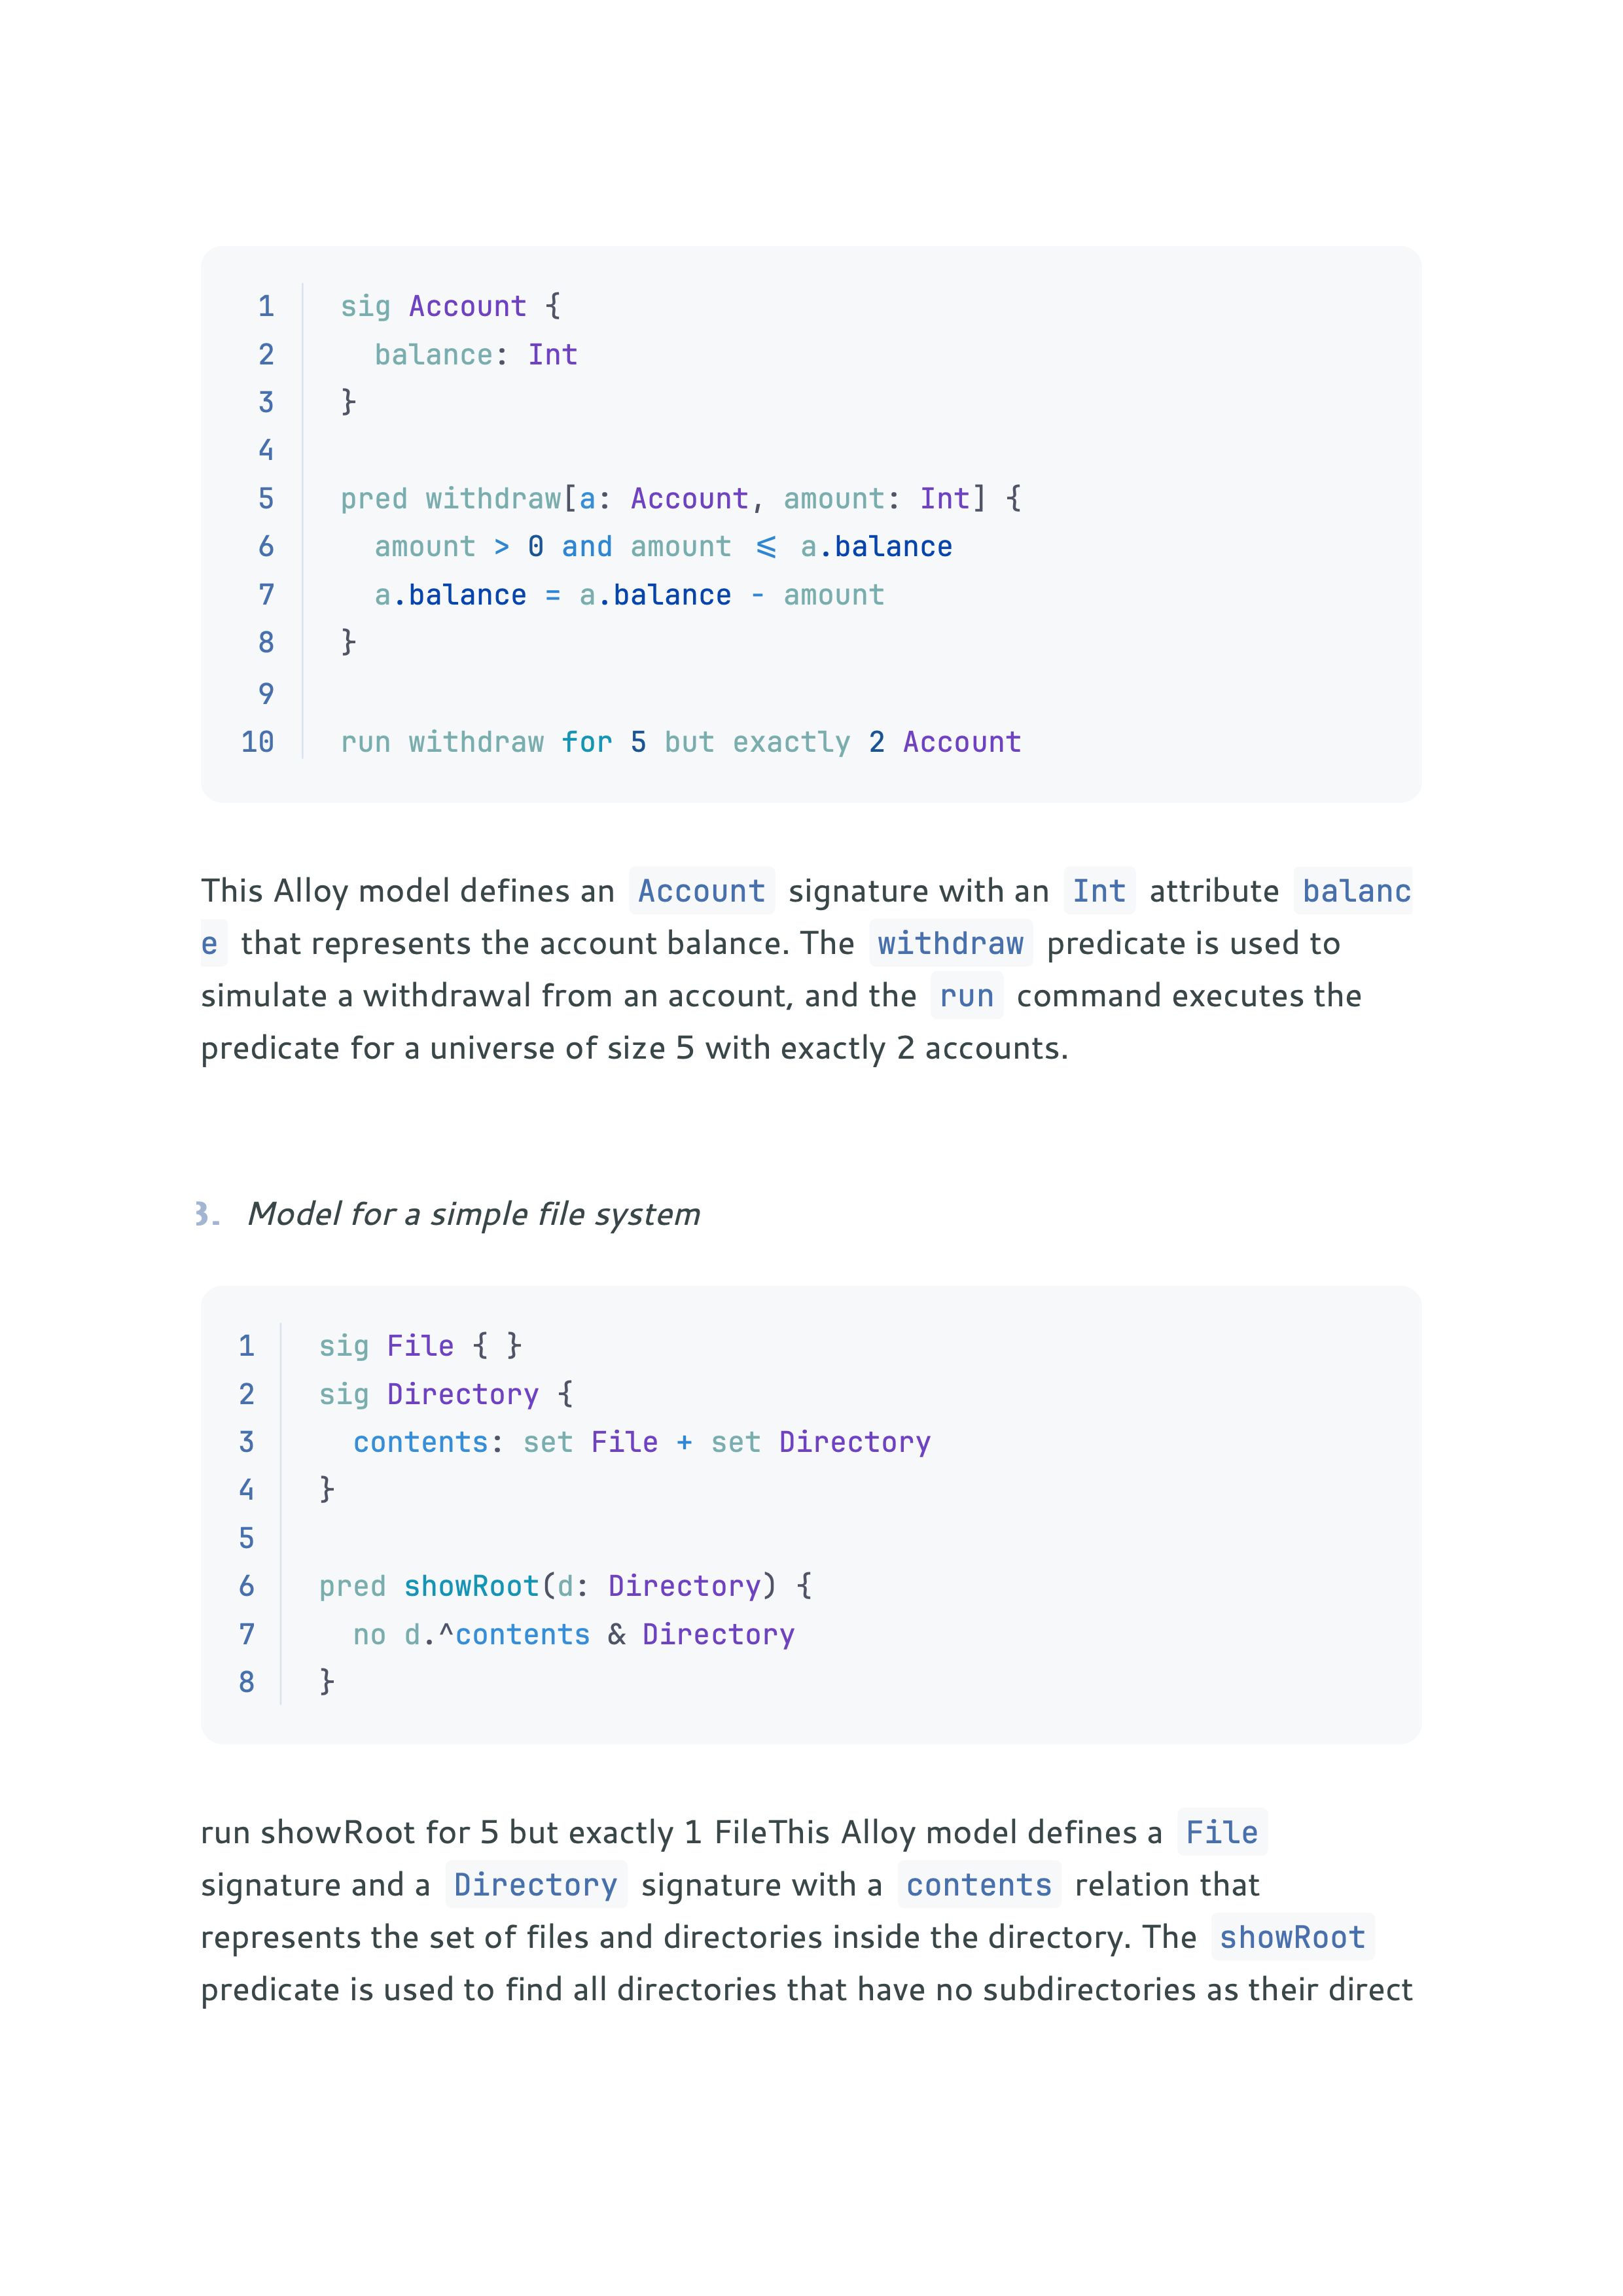 1 sig Account {
2   balance: Int
3 }
4
5 pred withdraw[a: Account, amount: Int] {
6   amount > 0 and amount ⩽ a.balance
7   a.balance = a.balance - amount
8 }
9
10 run withdraw for 5 but exactly 2 Account
This Alloy model defines an Account signature with an Int attribute balanc
e that represents the account balance. The withdraw predicate is used to
simulate a withdrawal from an account, and the run command executes the
predicate for a universe of size 5 with exactly 2 accounts.
3. Model for a simple file system
1 sig File { }
2 sig Directory {
3   contents: set File + set Directory
4 }
5
6 pred showRoot(d: Directory) {
7   no d.^contents & Directory
8 }
run showRoot for 5 but exactly 1 FileThis Alloy model defines a File
signature and a Directory signature with a contents relation that
represents the set of files and directories inside the directory. The showRoot
predicate is used to find all directories that have no subdirectories as their direct